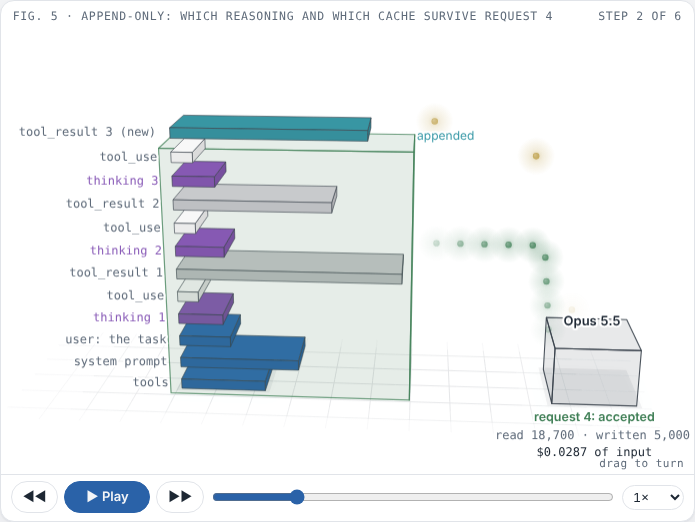 FIG. 5 · APPEND-ONLY: WHICH REASONING AND WHICH CACHE SURVIVE REQUEST 4
STEP 2 OF 6
tool_result 3 (new)
appended
tool_use
thinking 3
tool_result 2
tool_use
thinking 2
tool_result 1
tool_use
thinking 1
user: the task
system prompt
tools
Opus 5:5
request 4: accepted
read 18,700 · written 5,000
$0.0287 of input
drag to turn
Play
1×